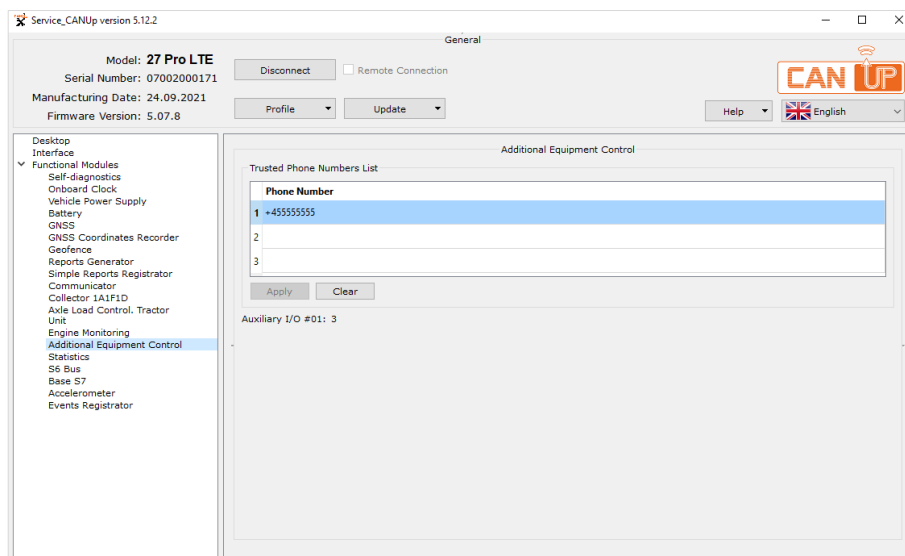 Service_CANUp version 5.12.2
General
Model: 27 Pro LTE
Serial Number: 07002000171
Manufacturing Date: 24.09.2021
Firmware Version: 5.07.8
Disconnect
Remote Connection
Profile
Update
CAN UP
Help
English
Desktop
Interface
Functional Modules
Self-diagnostics
Onboard Clock
Vehicle Power Supply
Battery
GNSS
GNSS Coordinates Recorder
Geofence
Reports Generator
Simple Reports Registrator
Communicator
Collector 1A1F1D
Axle Load Control. Tractor
Unit
Engine Monitoring
Additional Equipment Control
Statistics
S6 Bus
Base S7
Accelerometer
Events Registrator
Additional Equipment Control
Trusted Phone Numbers List
Phone Number
1 +455555555
2
3
Apply
Clear
Auxiliary I/O #01: 3